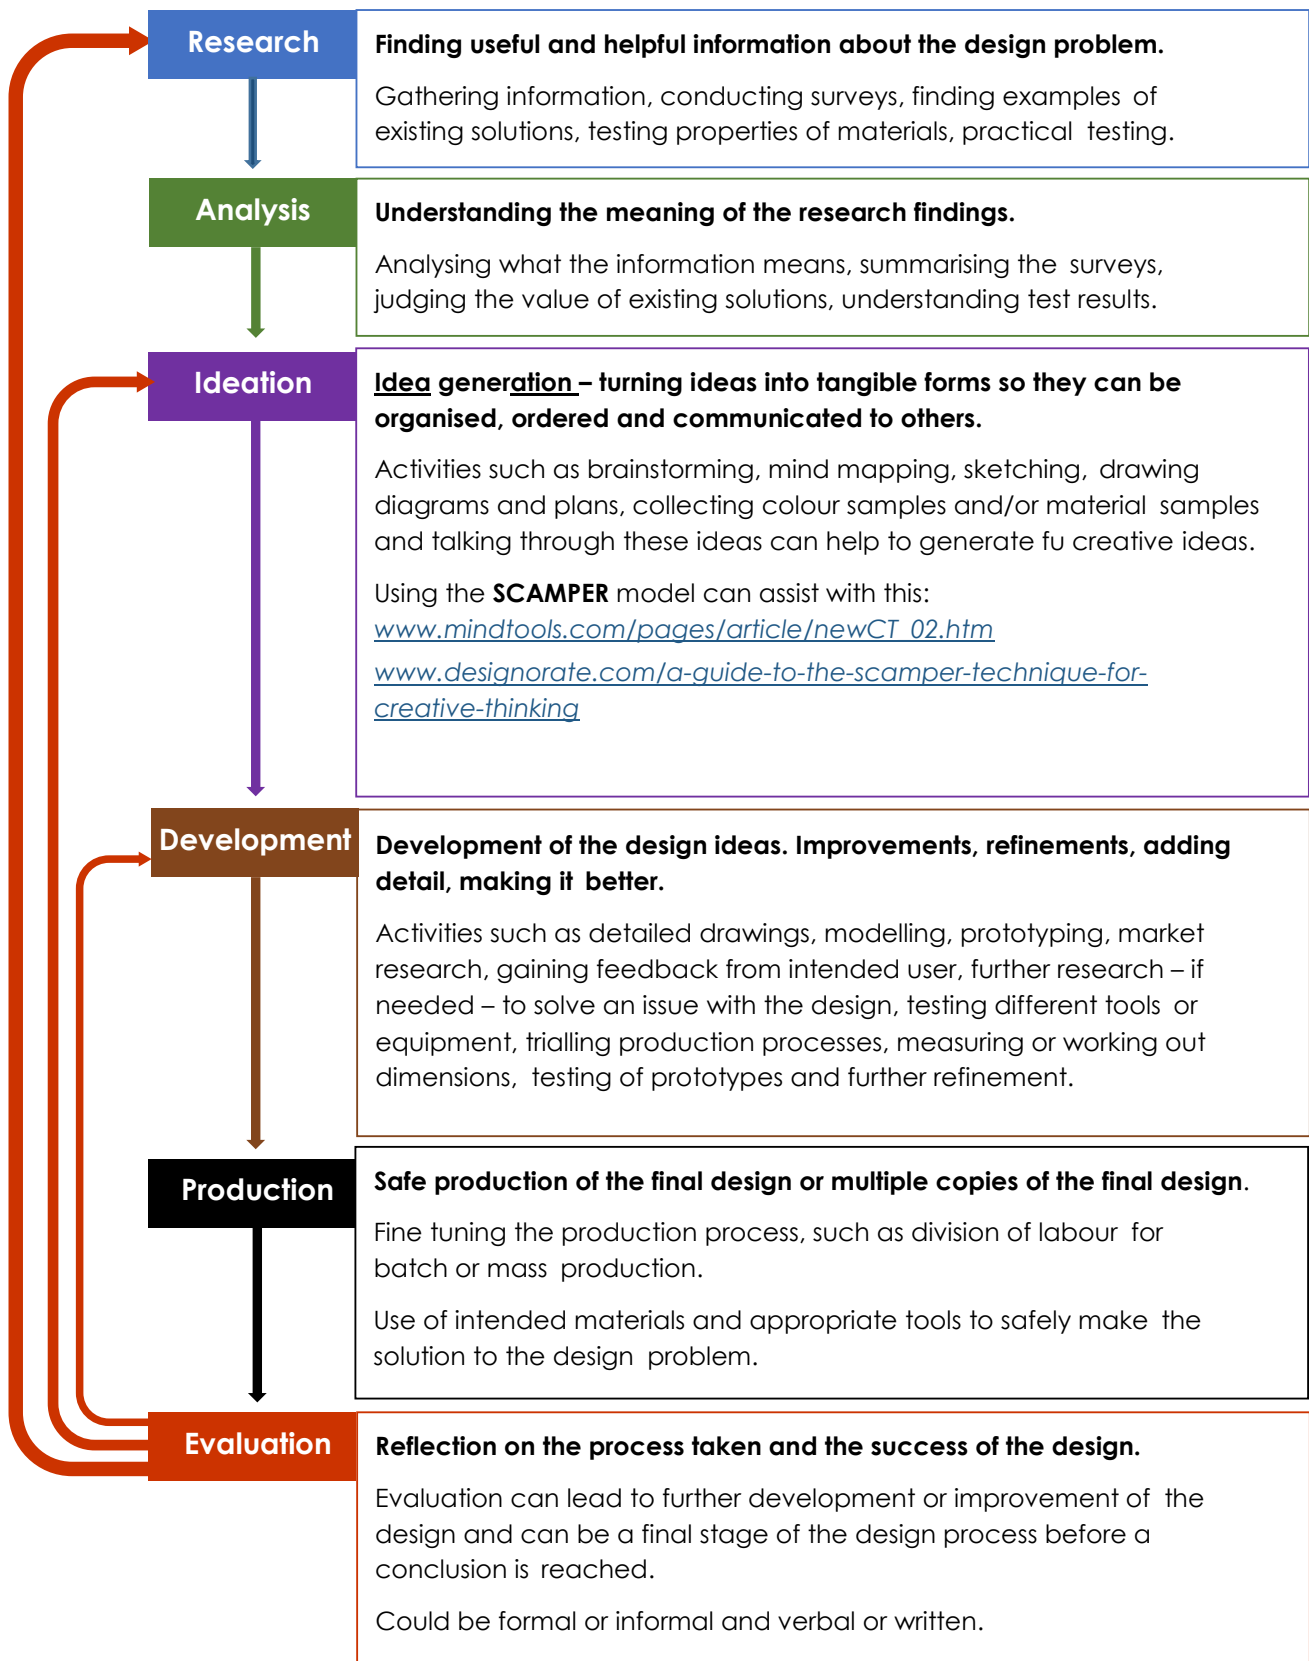 Research
Finding useful and helpful information about the design problem.
Gathering information, conducting surveys, finding examples of
existing solutions, testing properties of materials, practical testing.
Analysis
Understanding the meaning of the research findings.
Analysing what the information means, summarising the surveys,
judging the value of existing solutions, understanding test results.
Ideation
Idea generation – turning ideas into tangible forms so they can be
organised, ordered and communicated to others.
Activities such as brainstorming, mind mapping, sketching, drawing
diagrams and plans, collecting colour samples and/or material samples
and talking through these ideas can help to generate fu creative ideas.
Using the SCAMPER model can assist with this:
www.mindtools.com/pages/article/newCT_02.htm
www.designorate.com/a-guide-to-the-scamper-technique-for-
creative-thinking
Development
Development of the design ideas. Improvements, refinements, adding
detail, making it better.
Activities such as detailed drawings, modelling, prototyping, market
research, gaining feedback from intended user, further research – if
needed – to solve an issue with the design, testing different tools or
equipment, trialling production processes, measuring or working out
dimensions, testing of prototypes and further refinement.
Production
Safe production of the final design or multiple copies of the final design.
Fine tuning the production process, such as division of labour for
batch or mass production.
Use of intended materials and appropriate tools to safely make the
solution to the design problem.
Evaluation
Reflection on the process taken and the success of the design.
Evaluation can lead to further development or improvement of the
design and can be a final stage of the design process before a
conclusion is reached.
Could be formal or informal and verbal or written.